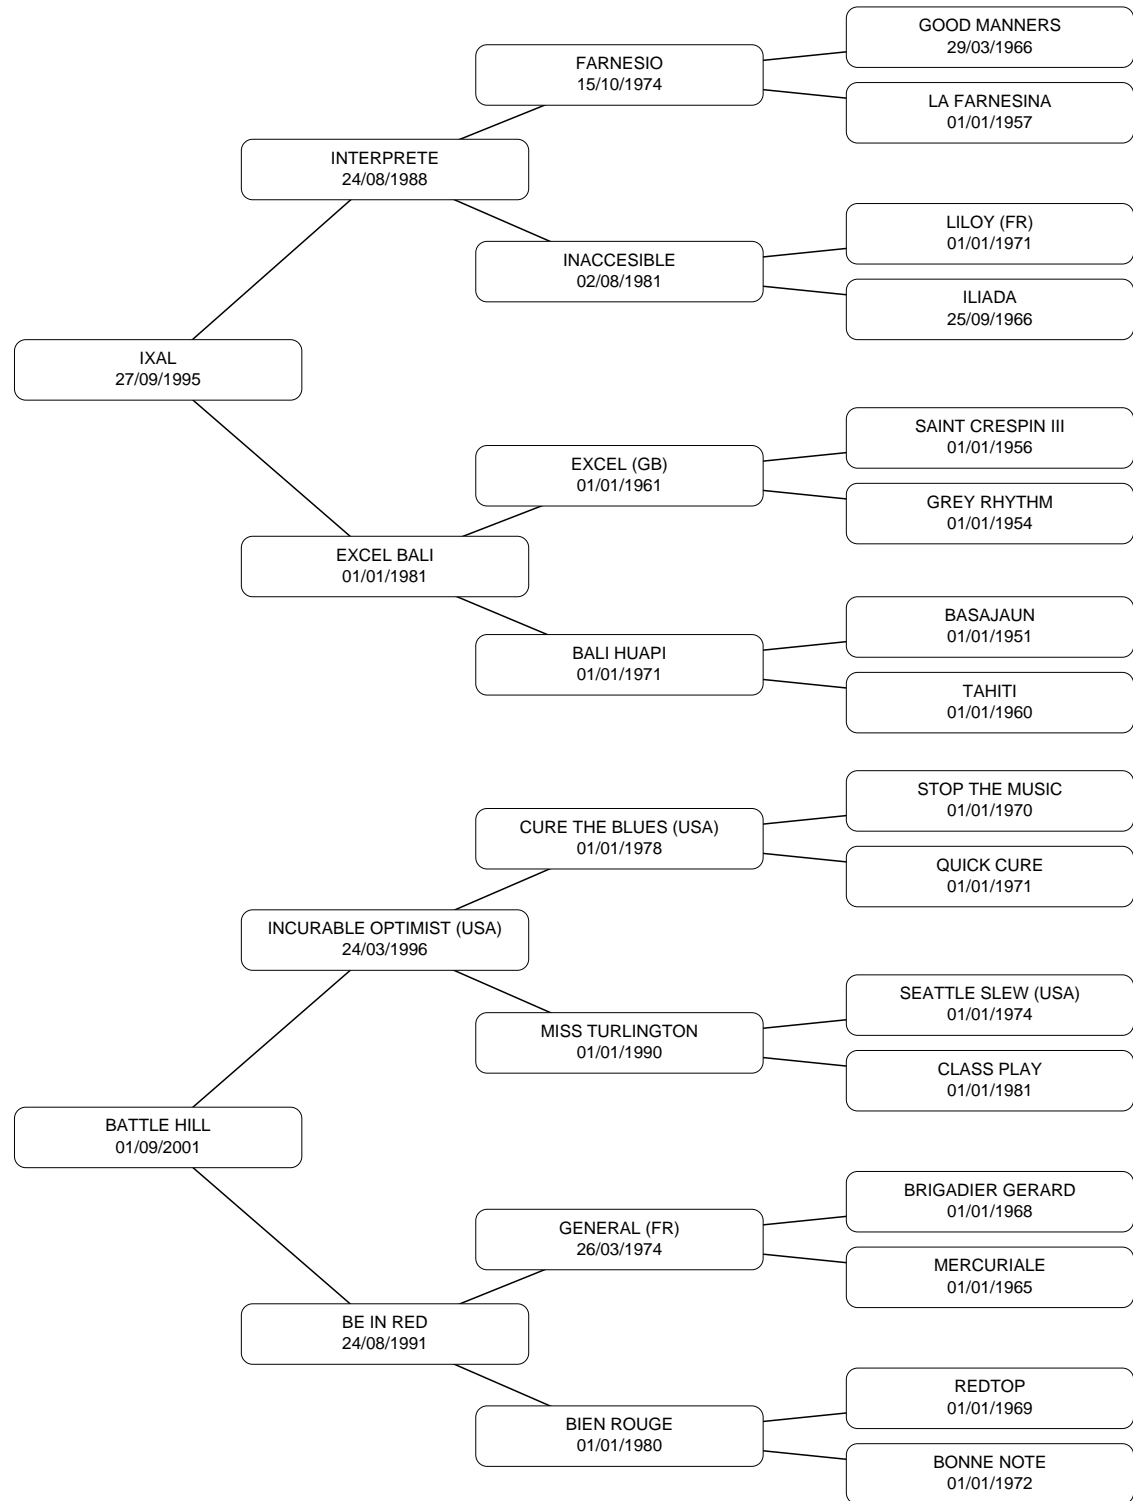 GOOD MANNERS
29/03/1966
FARNESIO
15/10/1974
LA FARNESINA
01/01/1957
INTERPRETE
24/08/1988
LILOY (FR)
01/01/1971
INACCESIBLE
02/08/1981
ILIADA
25/09/1966
IXAL
27/09/1995
SAINT CRESPIN III
01/01/1956
EXCEL (GB)
01/01/1961
GREY RHYTHM
01/01/1954
EXCEL BALI
01/01/1981
BASAJAUN
01/01/1951
BALI HUAPI
01/01/1971
TAHITI
01/01/1960
STOP THE MUSIC
01/01/1970
CURE THE BLUES (USA)
01/01/1978
QUICK CURE
01/01/1971
INCURABLE OPTIMIST (USA)
24/03/1996
SEATTLE SLEW (USA)
01/01/1974
MISS TURLINGTON
01/01/1990
CLASS PLAY
01/01/1981
BATTLE HILL
01/09/2001
BRIGADIER GERARD
01/01/1968
GENERAL (FR)
26/03/1974
MERCURIALE
01/01/1965
BE IN RED
24/08/1991
REDTOP
01/01/1969
BIEN ROUGE
01/01/1980
BONNE NOTE
01/01/1972